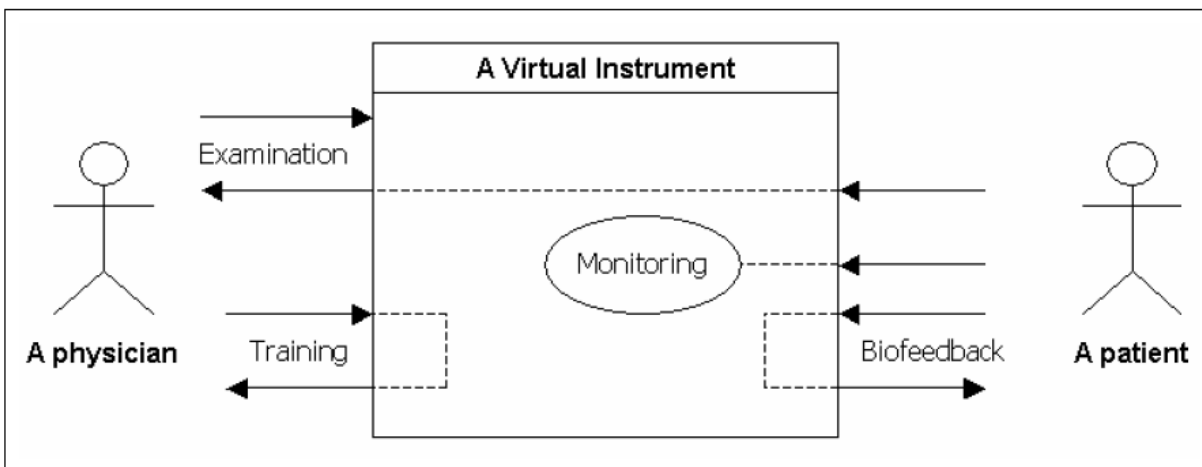 A Virtual Instrument
Examination
Monitoring
A physician
Training
Biofeedback
A patient